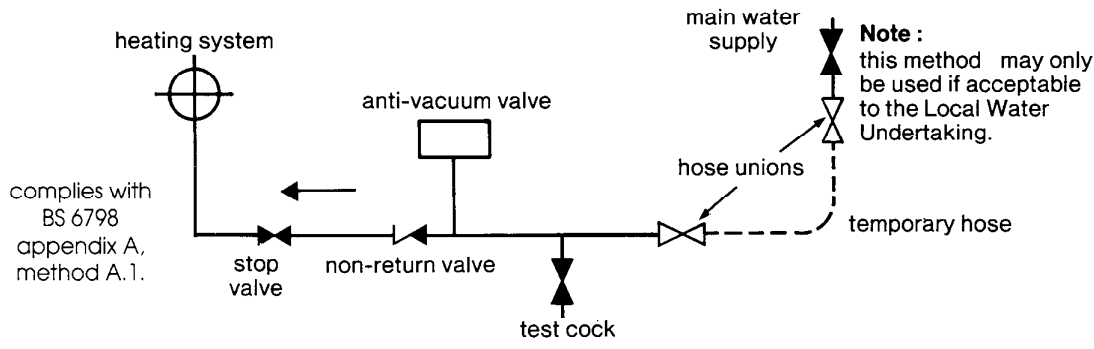 main water
supply
heating system
Note :
this method may only
be used if acceptable
to the Local Water
Undertaking.
anti-vacuum valve
hose unions
complies with
BS 6798
appendix A,
method A.1.
temporary hose
stop
valve
non-return valve
test cock